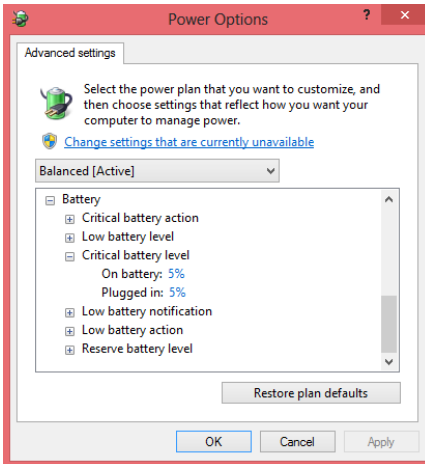 Power Options
?
×
Advanced settings
Select the power plan that you want to customize, and
then choose settings that reflect how you want your
computer to manage power.
Change settings that are currently unavailable
Balanced [Active]
Battery
Critical battery action
Low battery level
Critical battery level
On battery: 5%
Plugged in: 5%
Low battery notification
Low battery action
Reserve battery level
Restore plan defaults
OK
Cancel
Apply